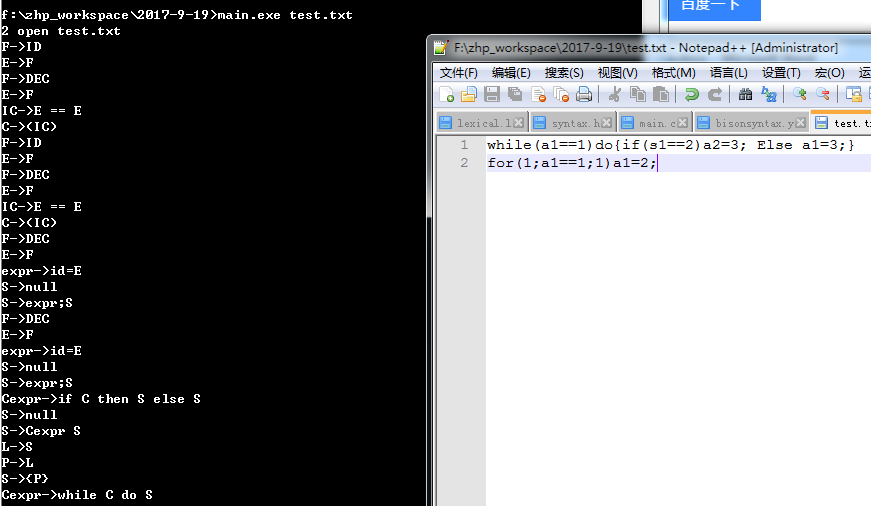 百度一下
f:\zhp_workspace\2017-9-19>main.exe test.txt
2 open test.txt
F->ID
E->F
F->DEC
E->F
IC->E == E
C->(IC)
F->ID
E->F
F->DEC
E->F
IC->E == E
C->(IC)
F->DEC
E->F
expr->id=E
S->null
S->expr;S
F->DEC
E->F
expr->id=E
S->null
S->expr;S
Cexpr->if C then S else S
S->null
S->Cexpr S
L->S
P->L
S->{P}
Cexpr->while C do S
F:\zhp_workspace\2017-9-19\test.txt - Notepad++ [Administrator]
文件(F) 编辑(E) 搜索(S) 视图(V) 格式(M) 语言(L) 设置(T) 宏(O) 运
lexical.l syntax.h main.c bisonsyntax.y test.t
1 while(a1==1)do{if(s1==2)a2=3; Else a1=3;}
2 for(1;a1==1;1)a1=2;